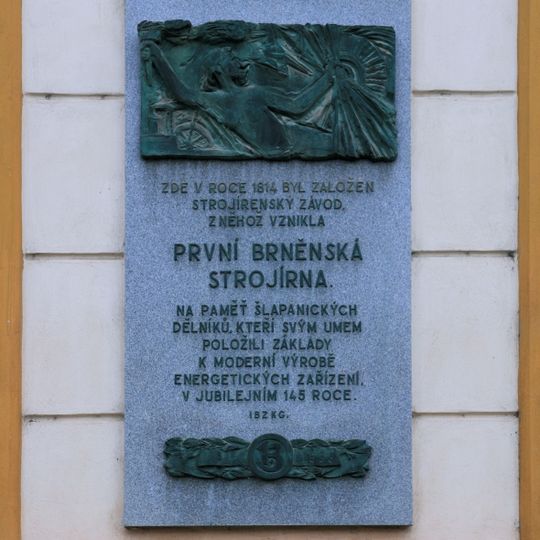 ZDE V ROCE 1814 BYL ZALOŽEN
STROJÍRENSKÝ ZÁVOD,
Z NĚHOŽ VZNIKLA
PRVNÍ BRNĚNSKÁ
STROJÍRNA.
NA PAMĚŤ ŠLAPANICKÝCH
DĚLNÍKŮ, KTEŘÍ SVÝM UMEM
POLOŽILI ZÁKLADY
K MODERNÍ VÝROBĚ
ENERGETICKÝCH ZAŘÍZENÍ,
V JUBILEJNÍM 145 ROCE.
IBZKG.